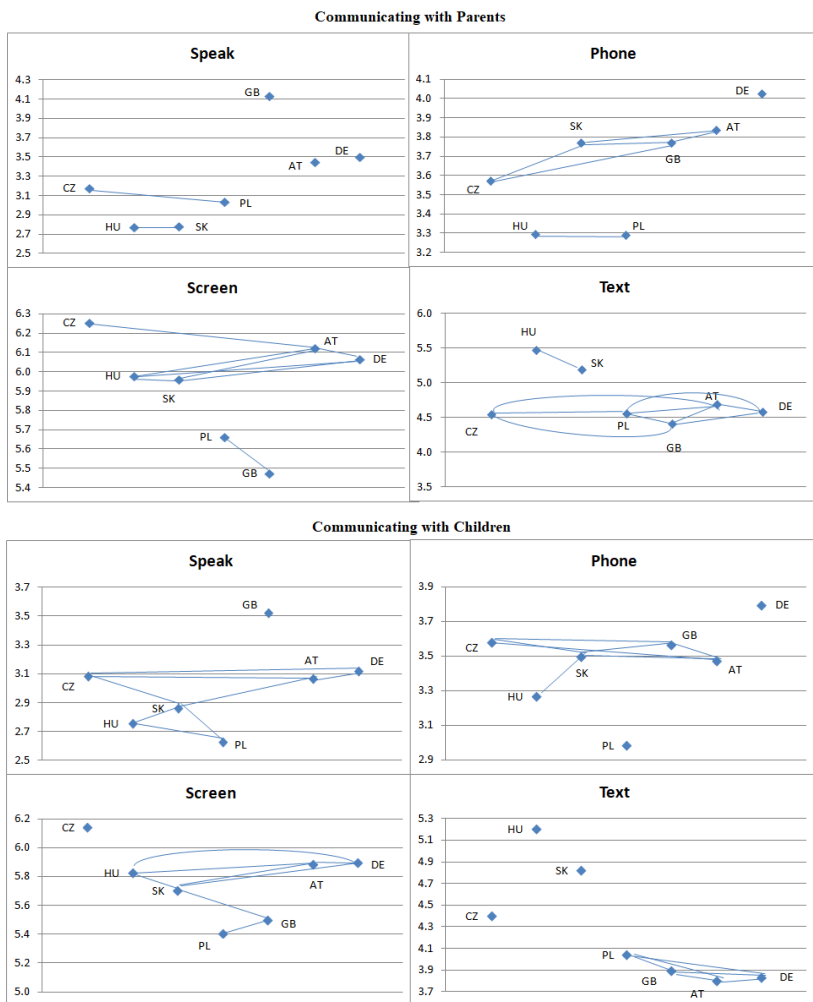 Communicating with Parents
Speak
4.3
4.1
3.9
3.7
3.5
3.3
3.1
2.9
2.7
2.5
GB
DE
AT
CZ
PL
HU
SK
Phone
4.1
4.0
3.9
3.8
3.7
3.6
3.5
3.4
3.3
3.2
DE
SK
AT
GB
CZ
HU
PL
Screen
6.3
6.2
6.1
6.0
5.9
5.8
5.7
5.6
5.5
5.4
CZ
AT
DE
HU
SK
PL
GB
Text
6.0
5.5
5.0
4.5
4.0
3.5
HU
SK
AT
DE
CZ
PL
GB
Communicating with Children
Speak
3.7
3.5
3.3
3.1
2.9
2.7
2.5
GB
AT
DE
CZ
SK
HU
PL
Phone
3.9
3.7
3.5
3.3
3.1
2.9
DE
GB
CZ
SK
AT
HU
PL
Screen
6.2
6.0
5.8
5.6
5.4
5.2
5.0
CZ
HU
DE
SK
AT
GB
PL
Text
5.3
5.1
4.9
4.7
4.5
4.3
4.1
3.9
3.7
HU
SK
CZ
PL
GB
DE
AT